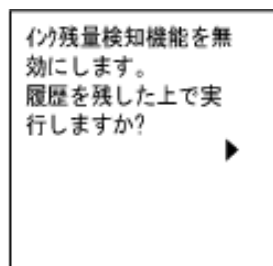 ｲﾝｸ残量検知機能を無
効にします。
履歴を残した上で実
行しますか?